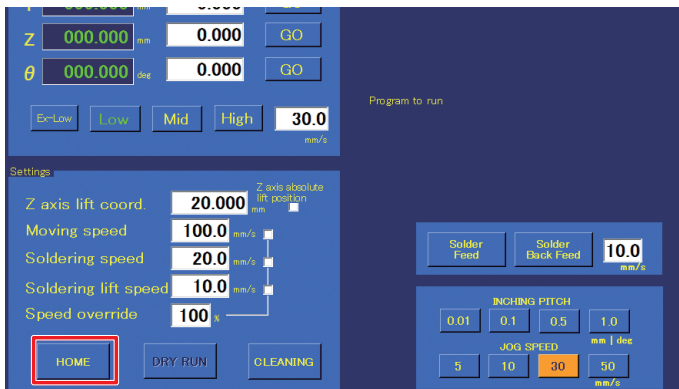 Z 000.000 mm 0.000 GO
θ 000.000 deg 0.000 GO
Ex-Low Low Mid High 30.0
mm/s
Program to run
Settings
Z axis lift coord. 20.000 mm Z axis absolute
lift position
Moving speed 100.0 mm/s
Soldering speed 20.0 mm/s
Soldering lift speed 10.0 mm/s
Speed override 100 %
HOME DRY RUN CLEANING
Solder
Feed
Solder
Back Feed
10.0
mm/s
INCHING PITCH
0.01 0.1 0.5 1.0
mm | deg
JOG SPEED
5 10 30 50
mm/s